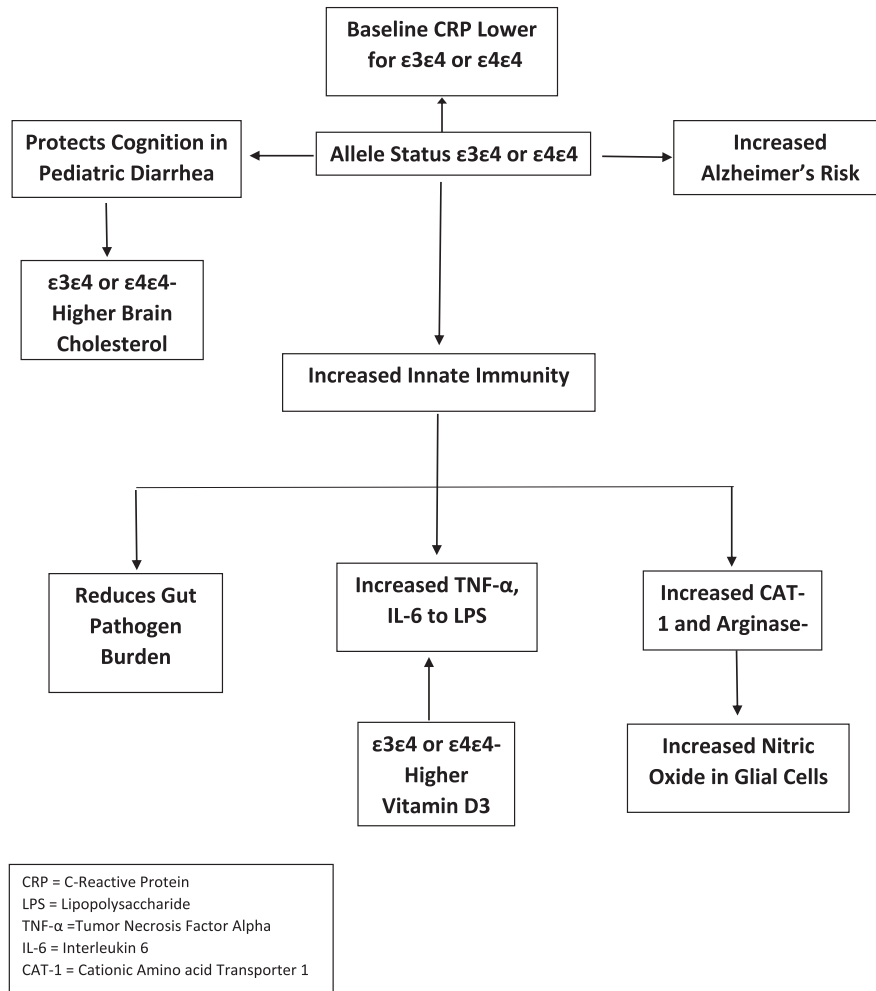 Baseline CRP Lower
for ε3ε4 or ε4ε4
Protects Cognition in
Pediatric Diarrhea
Allele Status ε3ε4 or ε4ε4
Increased
Alzheimer’s Risk
ε3ε4 or ε4ε4-
Higher Brain
Cholesterol
Increased Innate Immunity
Reduces Gut
Pathogen
Burden
Increased TNF-α,
IL-6 to LPS
Increased CAT-
1 and Arginase-
ε3ε4 or ε4ε4-
Higher
Vitamin D3
Increased Nitric
Oxide in Glial Cells
CRP = C-Reactive Protein
LPS = Lipopolysaccharide
TNF-α =Tumor Necrosis Factor Alpha
IL-6 = Interleukin 6
CAT-1 = Cationic Amino acid Transporter 1